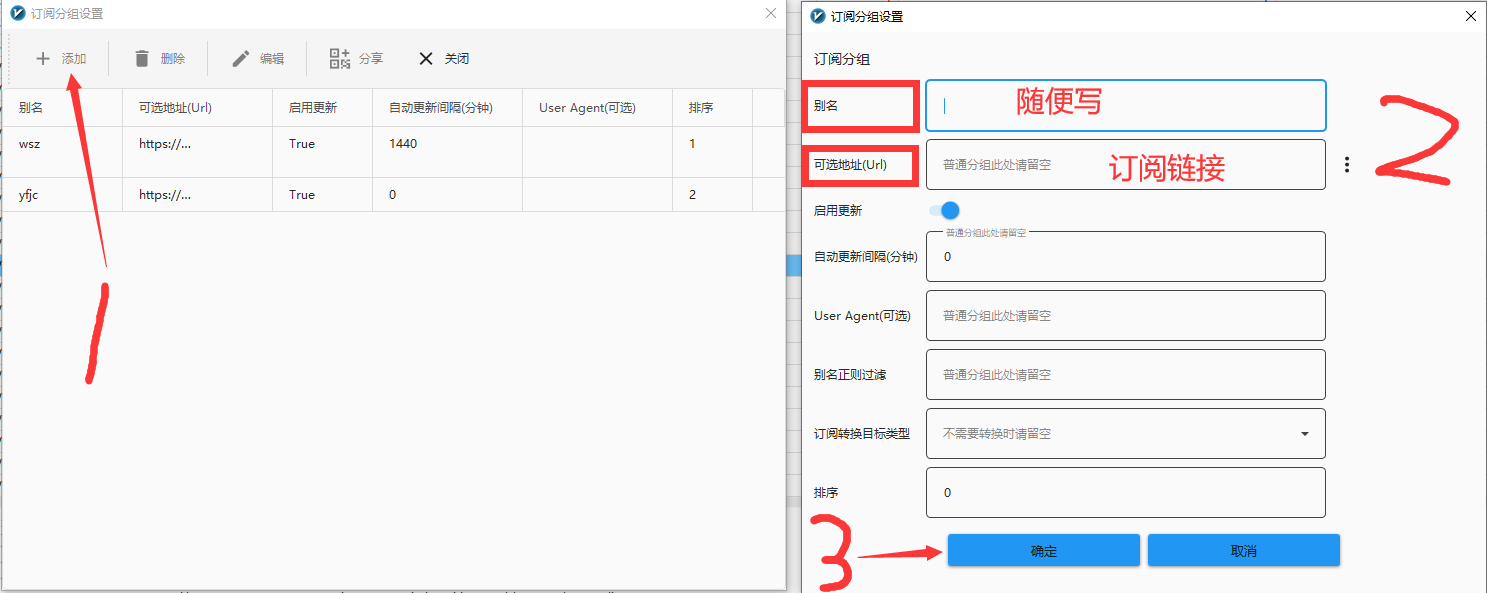 订阅分组设置
添加 删除 编辑 分享 关闭
别名 可选地址(Url) 启用更新 自动更新间隔(分钟) User Agent(可选) 排序
wsz https://... True 1440 1
yfjc https://... True 0 2
1
订阅分组设置
订阅分组
别名 随便写
可选地址(Url) 普通分组此处请留空 订阅链接
2
启用更新
普通分组此处请留空
自动更新间隔(分钟) 0
User Agent(可选) 普通分组此处请留空
别名正则过滤 普通分组此处请留空
订阅转换目标类型 不需要转换时请留空
排序 0
3
确定 取消